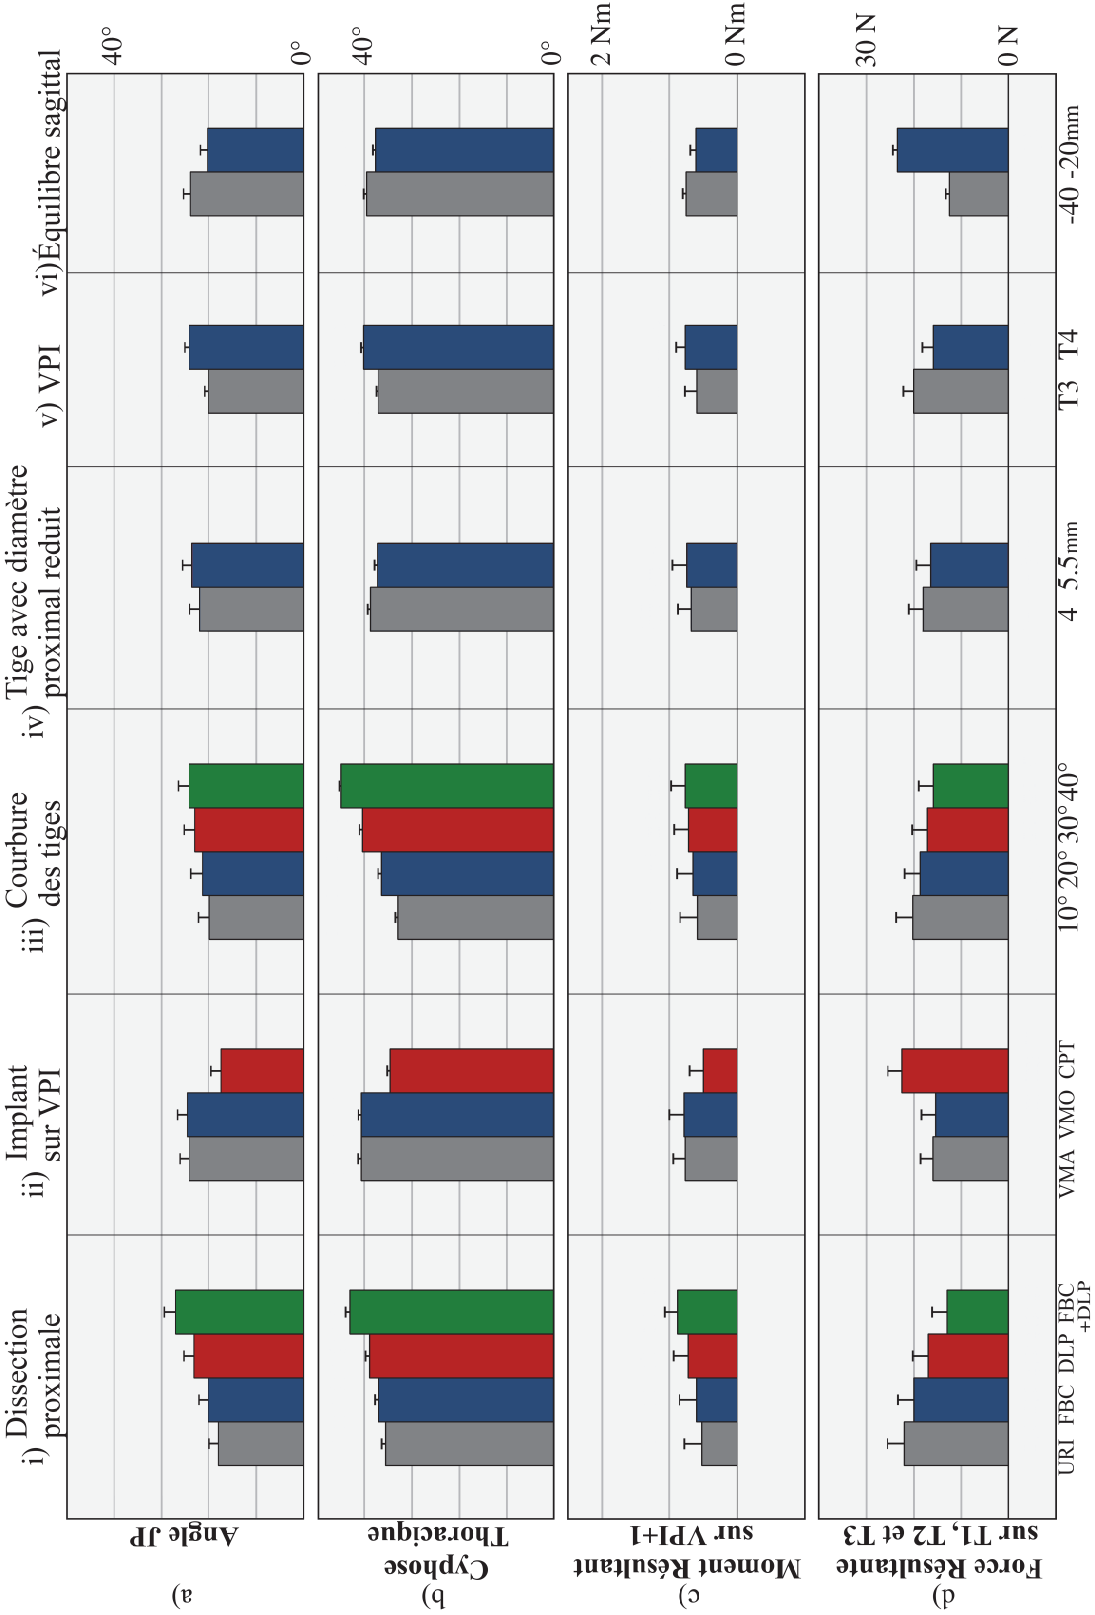 i) Dissection
proximale
ii) Implant
sur VPI
iii) Courbure
des tiges
iv) Tige avec diamètre
proximal reduit
v) VPI
vi)Équilibre sagittal
a)
Angle JP
40°
0°
b)
Cyphose
Thoracique
40°
0°
c)
Moment Résultant
sur VPI+1
2 Nm
0 Nm
d)
Force Résultante
sur T1, T2 et T3
30 N
0 N
URI FBC DLP FBC
+DLP
VMA VMO CPT
10° 20° 30° 40°
4 5.5mm
T3 T4
-40 -20mm